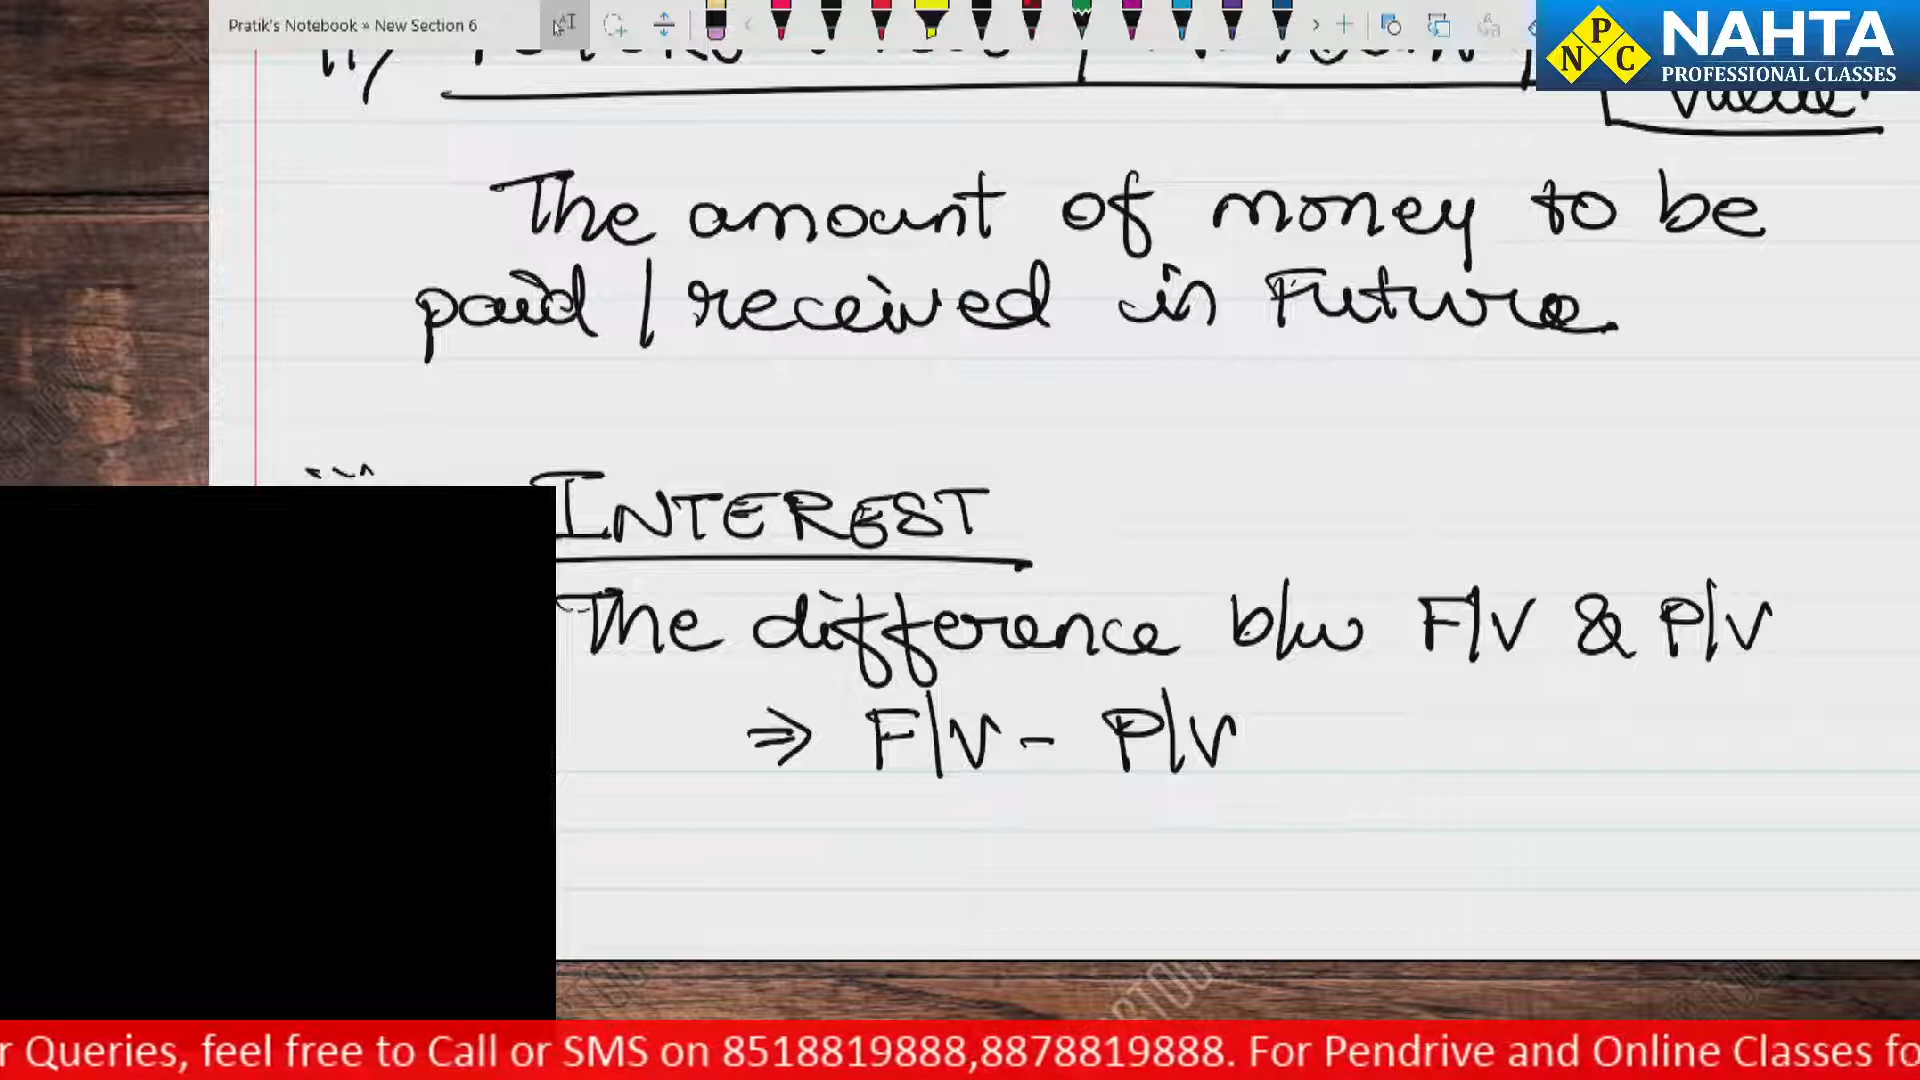 Pratik's Notebook » New Section 6
NPC
NAHTA
PROFESSIONAL CLASSES
The amount of money to be
paid / received in Future.
INTEREST
The difference b/w F/V & P/V
⇒ F/V - P/V
r Queries, feel free to Call or SMS on 8518819888,8878819888. For Pendrive and Online Classes fo